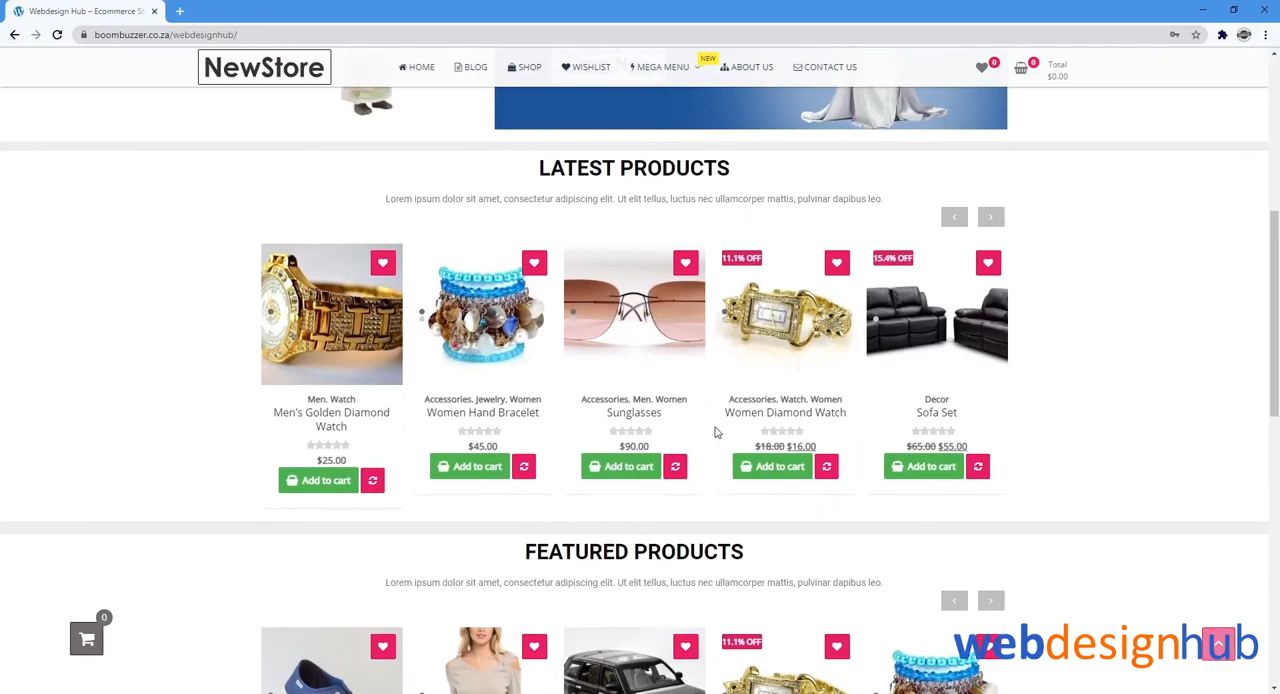 Webdesign Hub – Ecommerce St
boombuzzer.co.za/webdesignhub/
NewStore
HOME
BLOG
SHOP
WISHLIST
MEGA MENU
NEW
ABOUT US
CONTACT US
0
0
Total
$0.00
LATEST PRODUCTS
Lorem ipsum dolor sit amet, consectetur adipiscing elit. Ut elit tellus, luctus nec ullamcorper mattis, pulvinar dapibus leo.
11.1% OFF
15.4% OFF
Men, Watch
Men's Golden Diamond
Watch
$25.00
Add to cart
Accessories, Jewelry, Women
Women Hand Bracelet
$45.00
Add to cart
Accessories, Men, Women
Sunglasses
$90.00
Add to cart
Accessories, Watch, Women
Women Diamond Watch
$18.00 $16.00
Add to cart
Decor
Sofa Set
$65.00 $55.00
Add to cart
FEATURED PRODUCTS
Lorem ipsum dolor sit amet, consectetur adipiscing elit. Ut elit tellus, luctus nec ullamcorper mattis, pulvinar dapibus leo.
0
11.1% OFF
webdesignhub